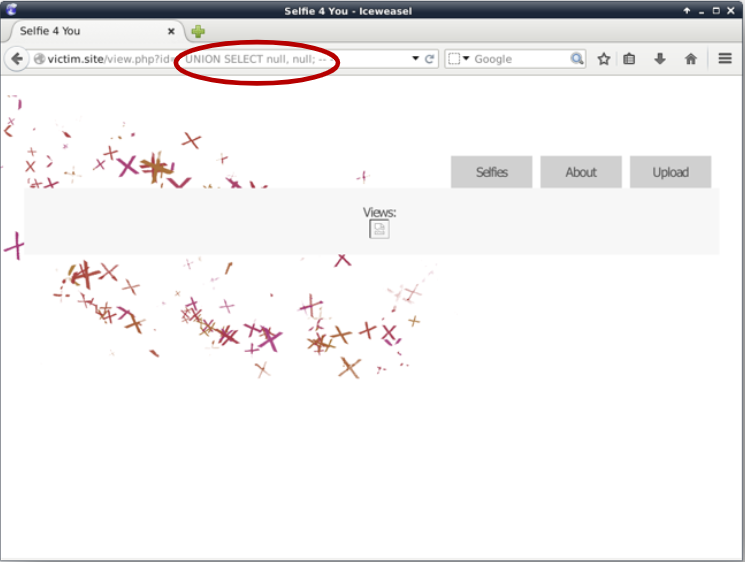 Selfie 4 You - Iceweasel
Selfie 4 You
victim.site/view.php?id=' UNION SELECT null, null; -- -
Google
Selfies
About
Upload
Views: